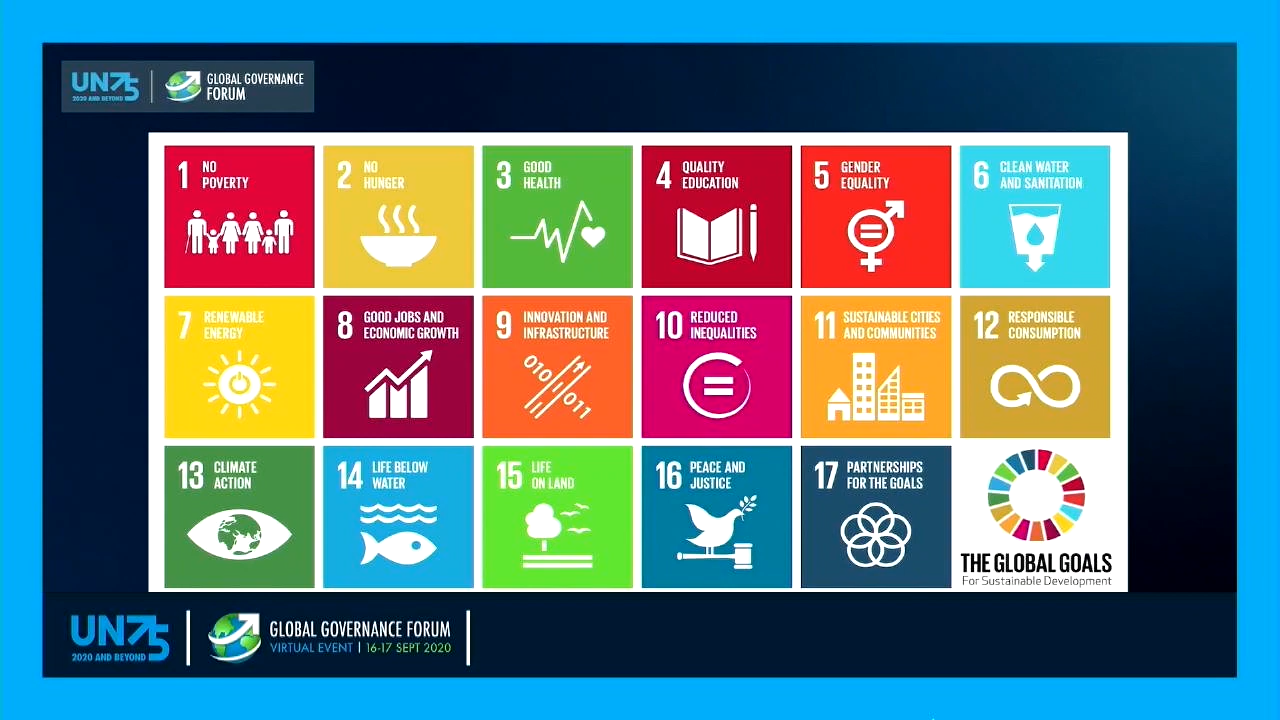 UN75
2020 AND BEYOND
GLOBAL GOVERNANCE
FORUM
1 NO
POVERTY
2 NO
HUNGER
3 GOOD
HEALTH
4 QUALITY
EDUCATION
5 GENDER
EQUALITY
6 CLEAN WATER
AND SANITATION
7 RENEWABLE
ENERGY
8 GOOD JOBS AND
ECONOMIC GROWTH
9 INNOVATION AND
INFRASTRUCTURE
010
011
10 REDUCED
INEQUALITIES
11 SUSTAINABLE CITIES
AND COMMUNITIES
12 RESPONSIBLE
CONSUMPTION
13 CLIMATE
ACTION
14 LIFE BELOW
WATER
15 LIFE
ON LAND
16 PEACE AND
JUSTICE
17 PARTNERSHIPS
FOR THE GOALS
THE GLOBAL GOALS
For Sustainable Development
UN75
2020 AND BEYOND
GLOBAL GOVERNANCE FORUM
VIRTUAL EVENT | 16-17 SEPT 2020